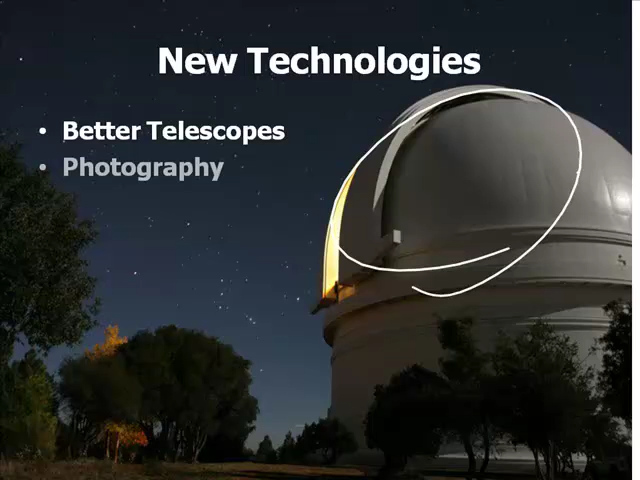 New Technologies
• Better Telescopes
• Photography